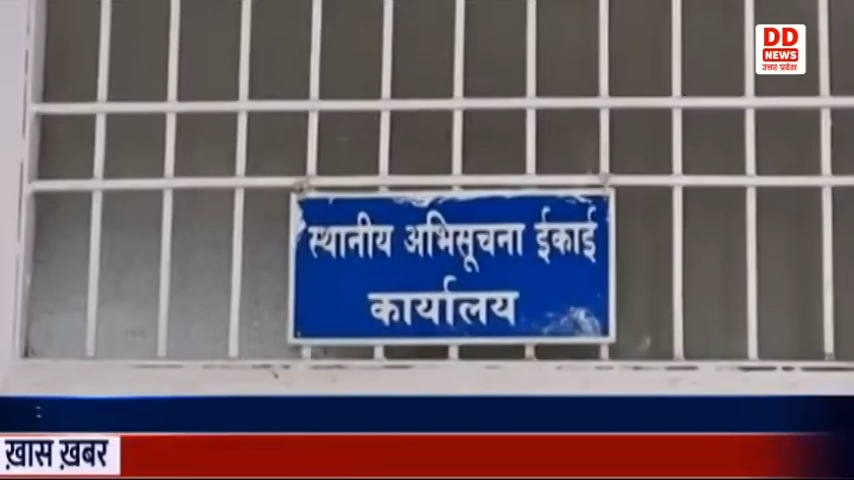 DD
NEWS
उत्तर प्रदेश
स्थानीय अभिसूचना ईकाई
कार्यालय
ख़ास ख़बर